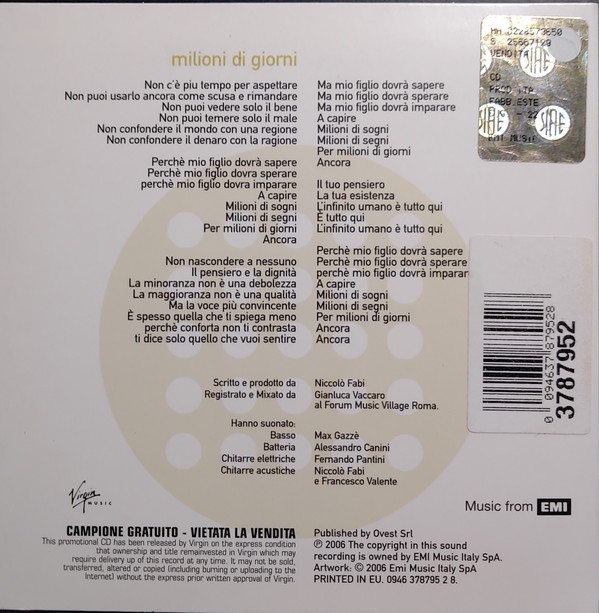 milioni di giorni
Non c'è piu tempo per aspettare
Non puoi usarlo ancora come scusa e rimandare
Non puoi vedere solo il bene
Non puoi temere solo il male
Non confondere il mondo con una regione
Non confondere il denaro con la ragione
Perchè mio figlio dovrà sapere
Perchè mio figlio dovra sperare
perchè mio figlio dovra imparare
A capire
Milioni di sogni
Milioni di segni
Per milioni di giorni
Ancora
Non nascondere a nessuno
Il pensiero e la dignità
La minoranza non è una debolezza
La maggioranza non è una qualità
Ma la voce più convincente
È spesso quella che ti spiega meno
perchè conforta non ti contrasta
ti dice solo quello che vuoi sentire
Ma mio figlio dovrà sapere
Ma mio figlio dovrà sperare
Ma mio figlio dovrà imparare
A capire
Milioni di sogni
Milioni di segni
Per milioni di giorni
Ancora
Il tuo pensiero
La tua esistenza
L'infinito umano è tutto qui
È tutto qui
L'infinito umano è tutto qui
Perchè mio figlio dovrà sapere
Perchè mio figlio dovrà sperare
perchè mio figlio dovrà imparar
A capire
Milioni di sogni
Milioni di segni
Per milioni di giorni
Ancora
Ancora
Ancora
Scritto e prodotto da Niccolò Fabi
Registrato e Mixato da Gianluca Vaccaro
al Forum Music Village Roma.
Hanno suonato:
Basso Max Gazzè
Batteria Alessandro Canini
Chitarre elettriche Fernando Pantini
Chitarre acustiche Niccolò Fabi
e Francesco Valente
Virgin
MUSIC
Music from EMI
CAMPIONE GRATUITO - VIETATA LA VENDITA
This promotional CD has been released by Virgin on the express condition
that ownership and title remainsvested in Virgin which may
require delivery up of this record at any time. It may not be sold,
transferred, altered or copied (including burning or uploading to the
Internet) without the express prior written approval of Virgin.
Published by Ovest Srl
℗ 2006 The copyright in this sound
recording is owned by EMI Music Italy SpA.
Artwork: © 2006 Emi Music Italy SpA
PRINTED IN EU. 0946 378795 2 8.
VENDITA
CD
SIAE
SIAE
0 094637 879528
3787952